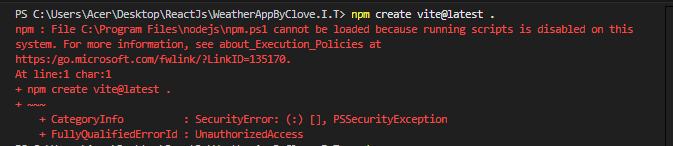 PS C:\Users\Acer\Desktop\ReactJs\WeatherAppByClove.I.T> npm create vite@latest .
npm : File C:\Program Files\nodejs\npm.ps1 cannot be loaded because running scripts is disabled on this
system. For more information, see about_Execution_Policies at
https:/go.microsoft.com/fwlink/?LinkID=135170.
At line:1 char:1
+ npm create vite@latest .
+ ~~~
+ CategoryInfo : SecurityError: (:) [], PSSecurityException
+ FullyQualifiedErrorId : UnauthorizedAccess